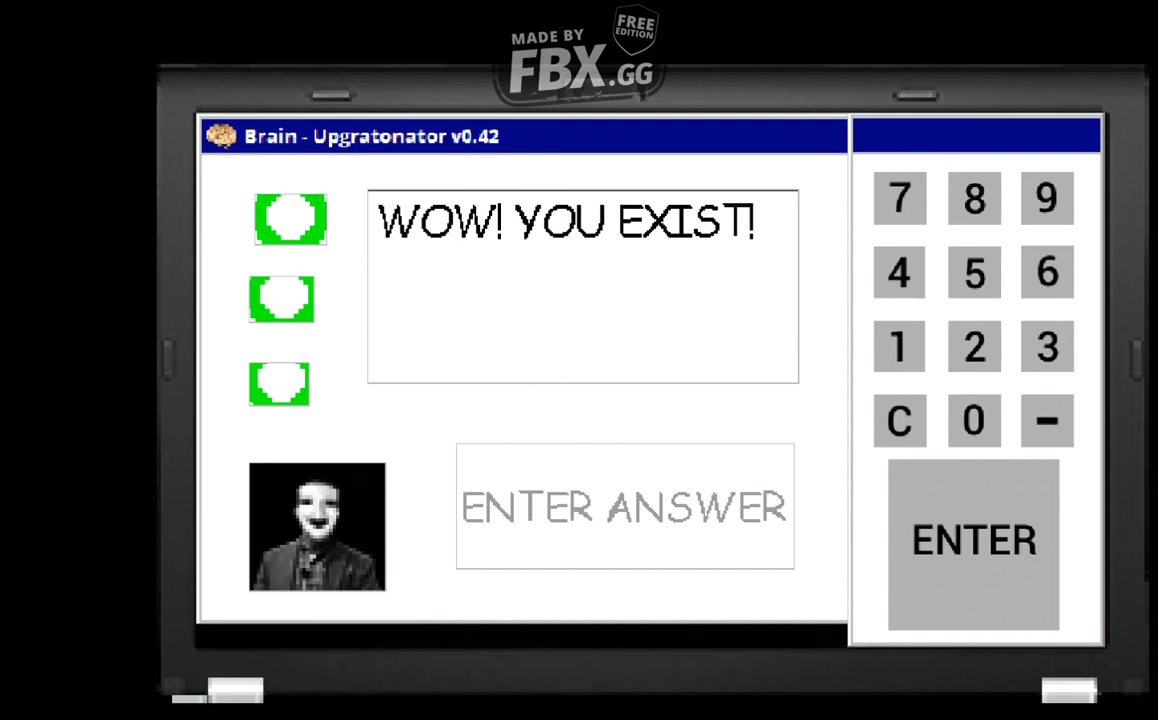 MADE BY
FREE
EDITION
FBX.GG
Brain - Upgratonator v0.42
WOW! YOU EXIST!
7 8 9
4 5 6
1 2 3
C 0 -
ENTER ANSWER
ENTER